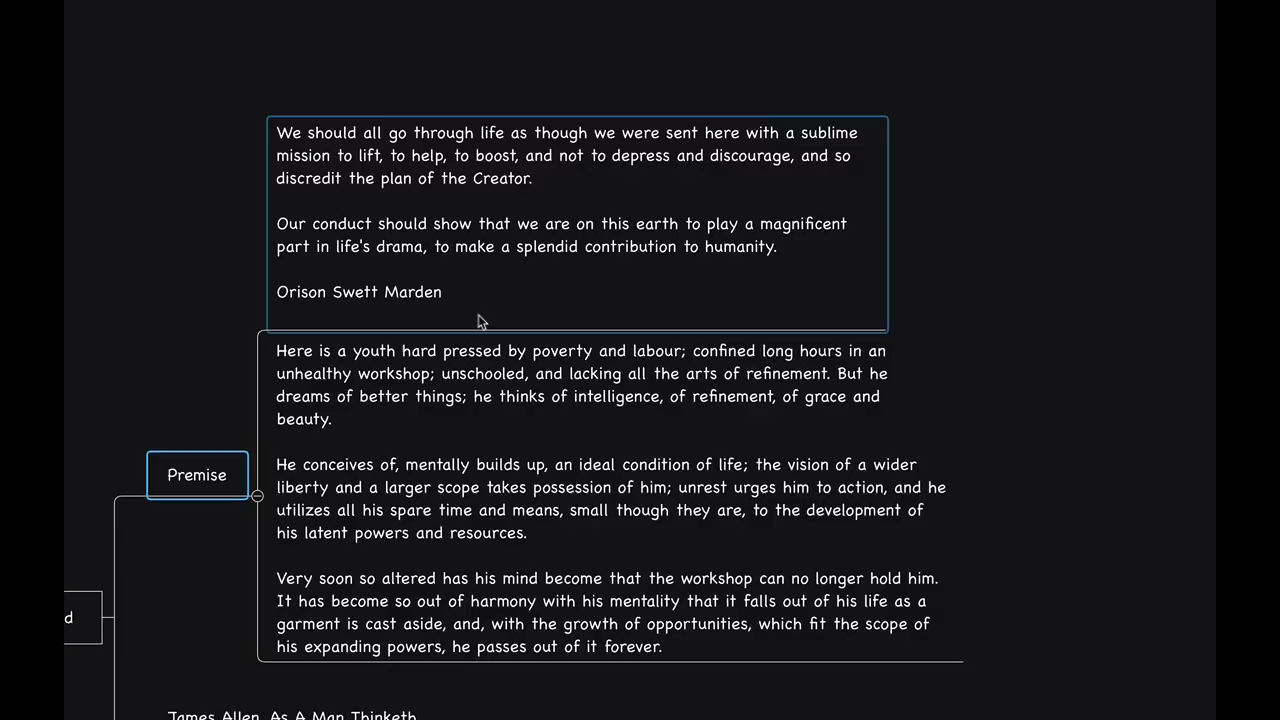 We should all go through life as though we were sent here with a sublime
mission to lift, to help, to boost, and not to depress and discourage, and so
discredit the plan of the Creator.
Our conduct should show that we are on this earth to play a magnificent
part in life's drama, to make a splendid contribution to humanity.
Orison Swett Marden
Here is a youth hard pressed by poverty and labour; confined long hours in an
unhealthy workshop; unschooled, and lacking all the arts of refinement. But he
dreams of better things; he thinks of intelligence, of refinement, of grace and
beauty.
Premise
He conceives of, mentally builds up, an ideal condition of life; the vision of a wider
liberty and a larger scope takes possession of him; unrest urges him to action, and he
utilizes all his spare time and means, small though they are, to the development of
his latent powers and resources.
Very soon so altered has his mind become that the workshop can no longer hold him.
It has become so out of harmony with his mentality that it falls out of his life as a
garment is cast aside, and, with the growth of opportunities, which fit the scope of
his expanding powers, he passes out of it forever.
d
James Allen, As A Man Thinketh